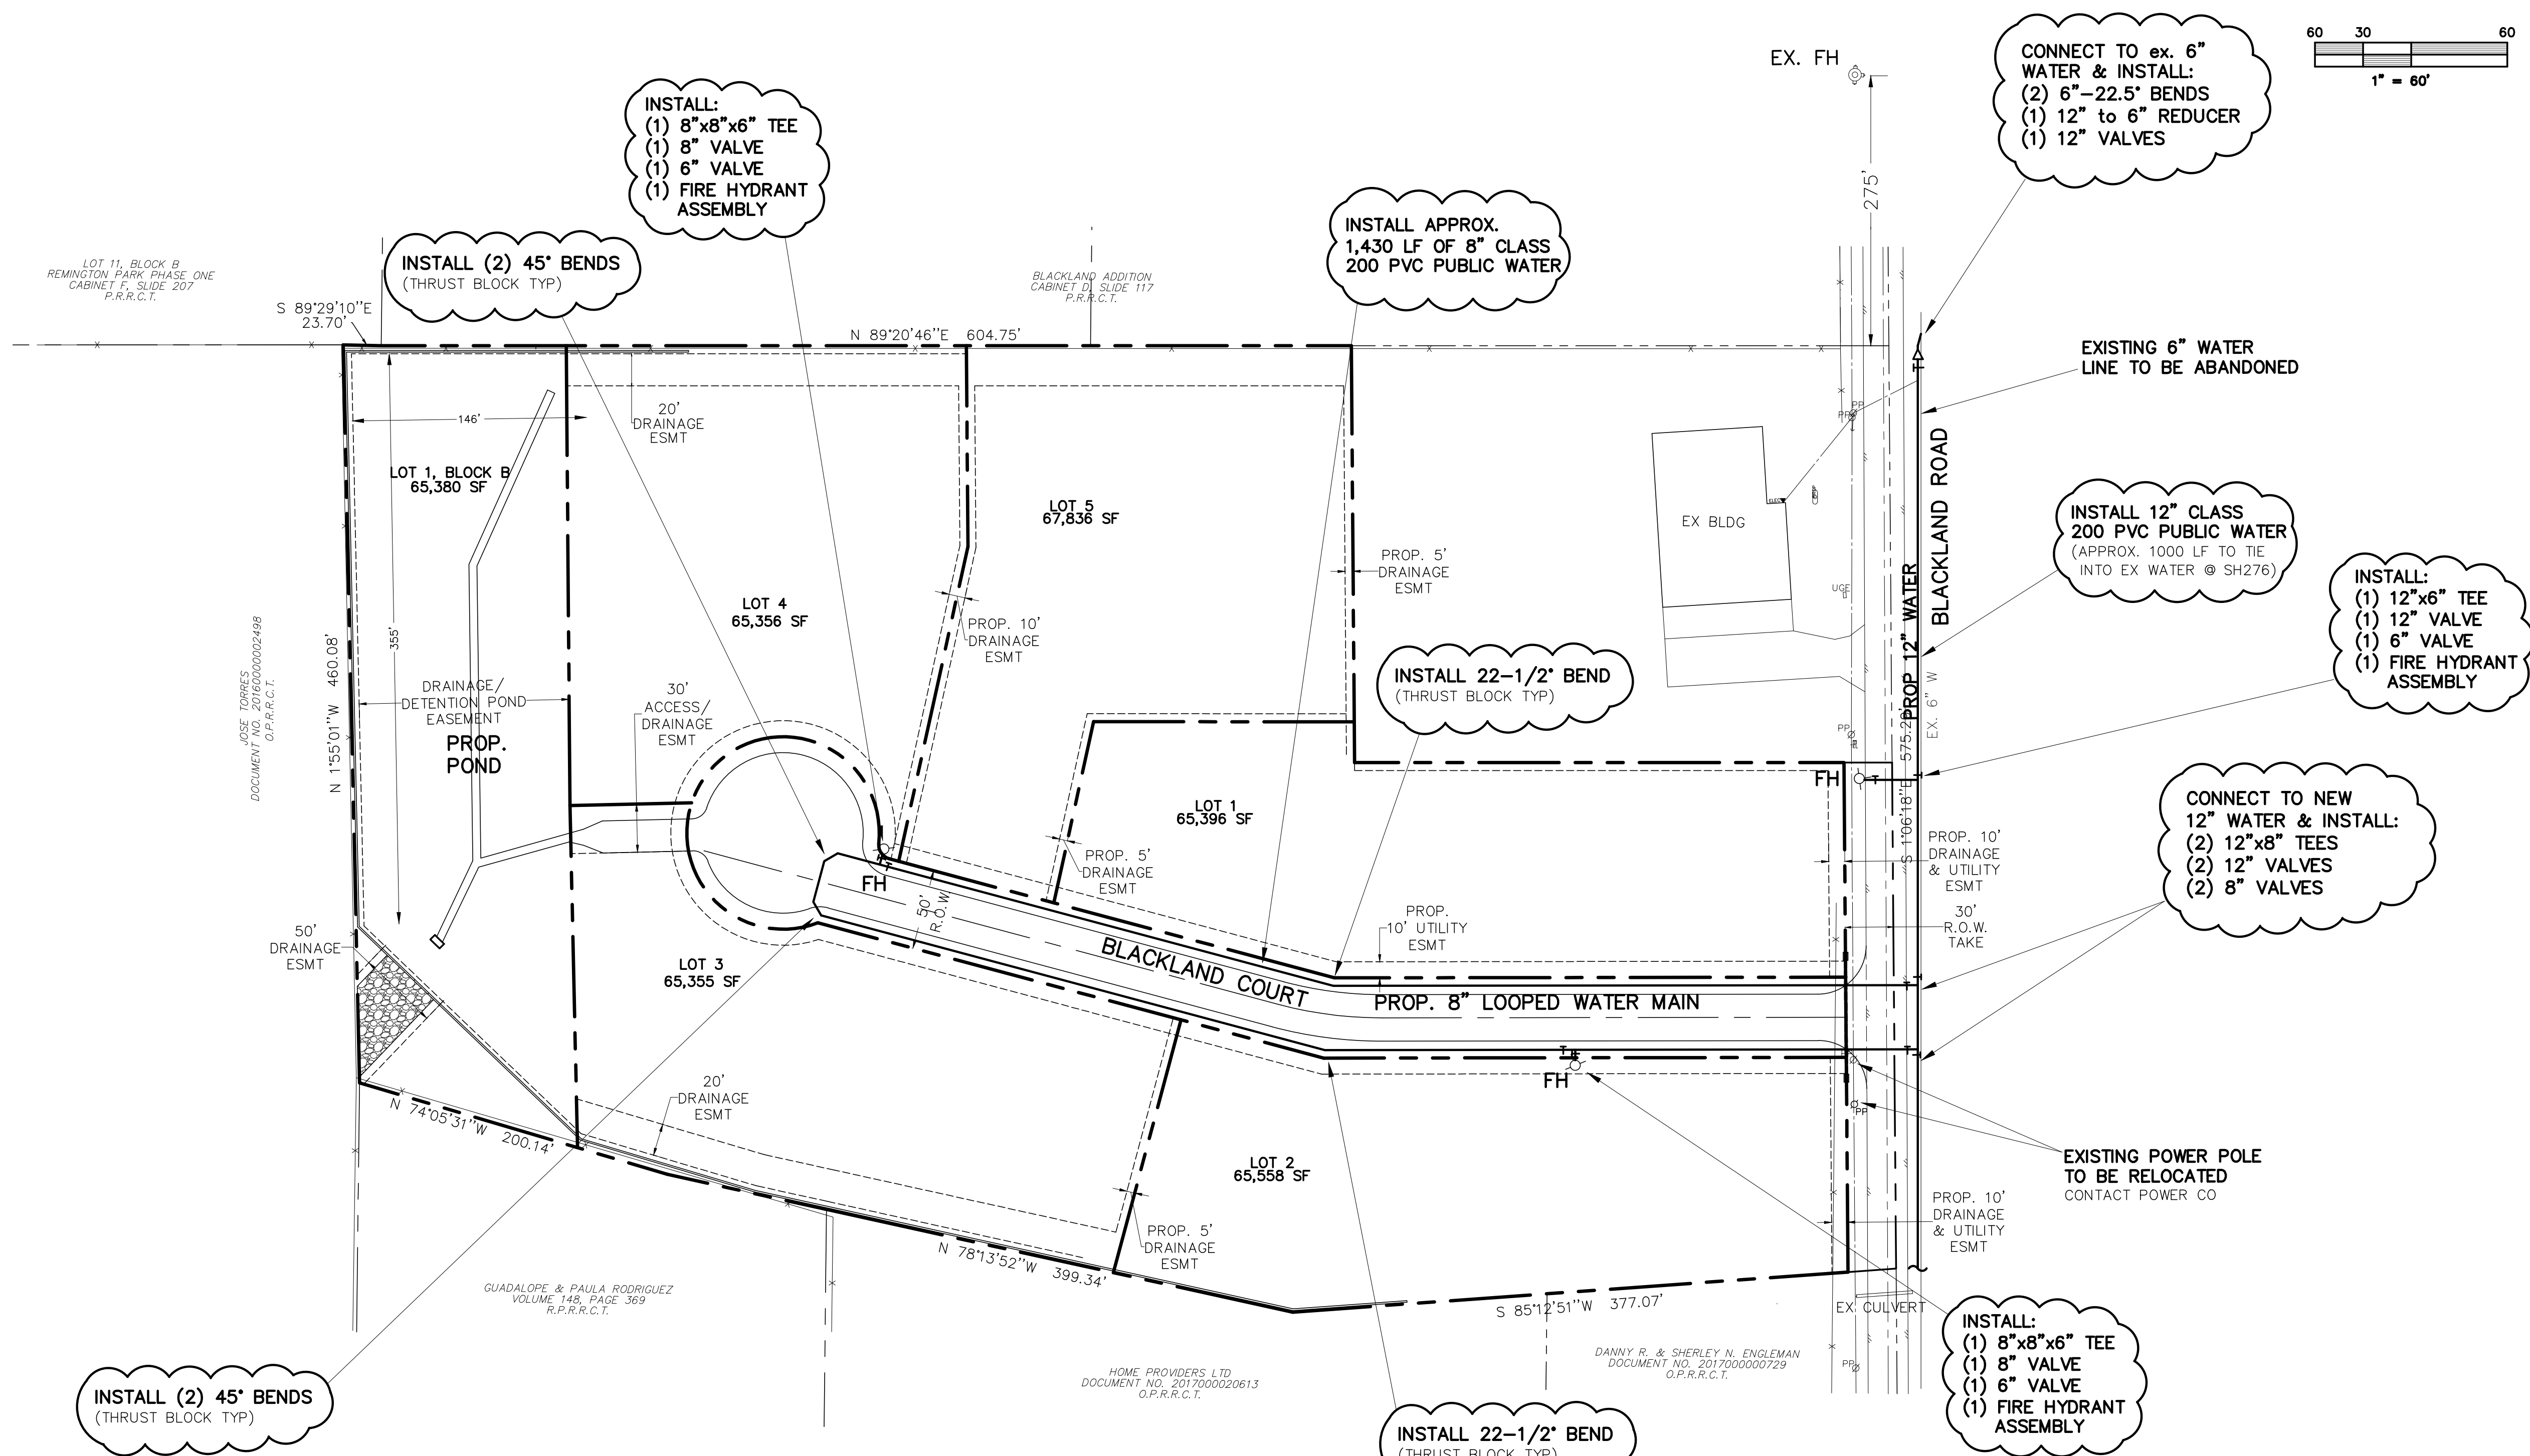 EX. FH
60 30 60
1" = 60'
275'
CONNECT TO ex. 6"
WATER & INSTALL:
(2) 6"-22.5° BENDS
(1) 12" to 6" REDUCER
(1) 12" VALVES
INSTALL:
(1) 8"x8"x6" TEE
(1) 8" VALVE
(1) 6" VALVE
(1) FIRE HYDRANT
ASSEMBLY
INSTALL APPROX.
1,430 LF OF 8" CLASS
200 PVC PUBLIC WATER
INSTALL (2) 45° BENDS
(THRUST BLOCK TYP)
LOT 11, BLOCK B
REMINGTON PARK PHASE ONE
CABINET F, SLIDE 207
P.R.R.C.T.
BLACKLAND ADDITION
CABINET D, SLIDE 117
P.R.R.C.T.
S 89°29'10"E
23.70'
N 89°20'46"E 604.75'
EXISTING 6" WATER
LINE TO BE ABANDONED
146'
20'
DRAINAGE
ESMT
PP
PP
LOT 1, BLOCK B
65,380 SF
LOT 5
67,836 SF
ELEC
EX BLDG
BLACKLAND ROAD
INSTALL 12" CLASS
200 PVC PUBLIC WATER
(APPROX. 1000 LF TO TIE
INTO EX WATER @ SH276)
PROP. 5'
DRAINAGE
ESMT
UGE
PROP 12" WATER
INSTALL:
(1) 12"x6" TEE
(1) 12" VALVE
(1) 6" VALVE
(1) FIRE HYDRANT
ASSEMBLY
LOT 4
65,356 SF
355'
PROP. 10'
DRAINAGE
ESMT
JOSE TORRES
DOCUMENT NO. 20160000002498
O.P.R.R.C.T.
N 1°55'01"W 460.08'
DRAINAGE/
DETENTION POND
EASEMENT
PROP.
POND
30'
ACCESS/
DRAINAGE
ESMT
INSTALL 22-1/2° BEND
(THRUST BLOCK TYP)
EX. 6" W
S 1°06'18"E 575.20'
PP
FH
LOT 1
65,396 SF
CONNECT TO NEW
12" WATER & INSTALL:
(2) 12"x8" TEES
(2) 12" VALVES
(2) 8" VALVES
PROP. 10'
DRAINAGE
& UTILITY
ESMT
PROP. 5'
DRAINAGE
ESMT
FH
50'
R.O.W.
PROP.
10' UTILITY
ESMT
30'
R.O.W.
TAKE
50'
DRAINAGE
ESMT
LOT 3
65,355 SF
BLACKLAND COURT
PROP. 8" LOOPED WATER MAIN
20'
DRAINAGE
ESMT
FH
PP
N 74°05'31"W 200.14'
LOT 2
65,558 SF
EXISTING POWER POLE
TO BE RELOCATED
CONTACT POWER CO
PROP. 10'
DRAINAGE
& UTILITY
ESMT
PROP. 5'
DRAINAGE
ESMT
N 78°13'52"W 399.34'
GUADALOPE & PAULA RODRIGUEZ
VOLUME 148, PAGE 369
R.P.R.R.C.T.
S 85°12'51"W 377.07'
EX CULVERT
INSTALL:
(1) 8"x8"x6" TEE
(1) 8" VALVE
(1) 6" VALVE
(1) FIRE HYDRANT
ASSEMBLY
DANNY R. & SHERLEY N. ENGLEMAN
DOCUMENT NO. 2017000000729
O.P.R.R.C.T.
PP
HOME PROVIDERS LTD
DOCUMENT NO. 2017000020613
O.P.R.R.C.T.
INSTALL (2) 45° BENDS
(THRUST BLOCK TYP)
INSTALL 22-1/2° BEND
(THRUST BLOCK TYP)